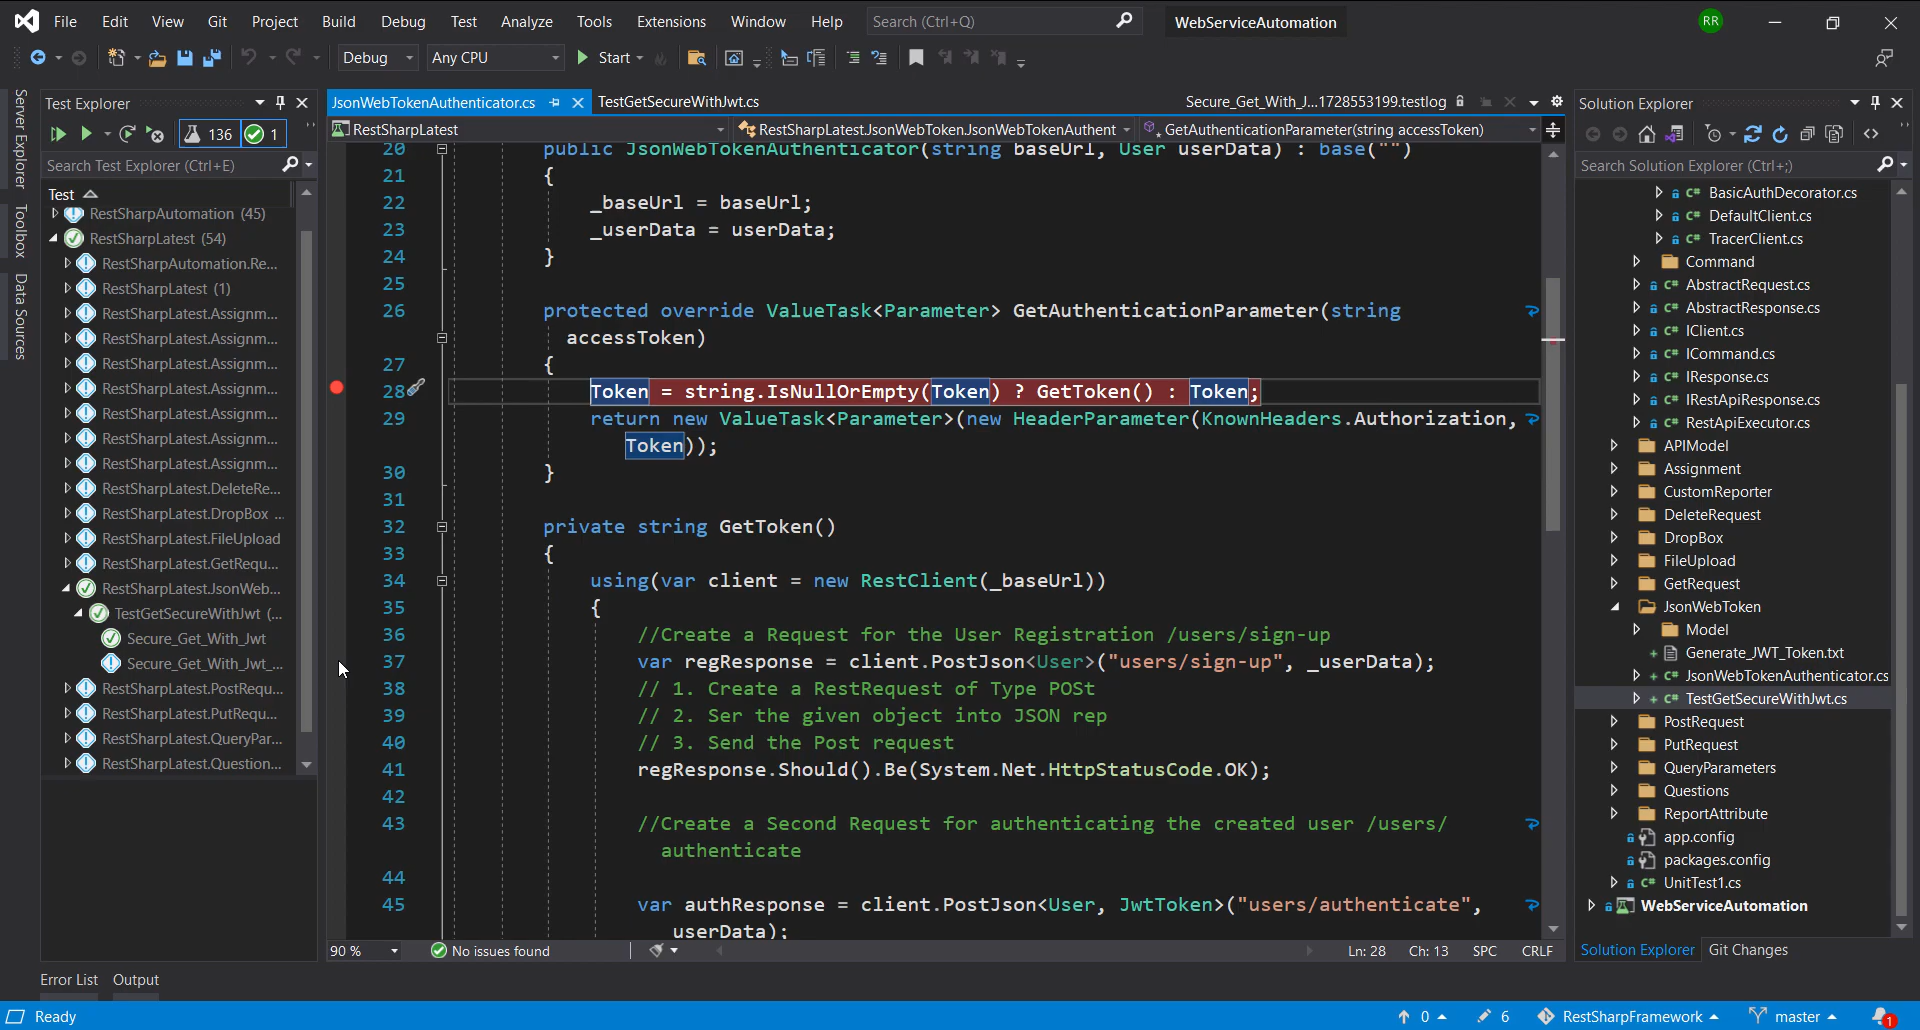 File Edit View Git Project Build Debug Test Analyze Tools Extensions Window Help Search (Ctrl+Q) WebServiceAutomation RR
Debug Any CPU Start
Server Explorer
Toolbox
Data Sources
Test Explorer
136 1
Search Test Explorer (Ctrl+E)
Test
RestSharpAutomation (45)
RestSharpLatest (54)
RestSharpAutomation.Re...
RestSharpLatest (1)
RestSharpLatest.Assignm...
RestSharpLatest.Assignm...
RestSharpLatest.Assignm...
RestSharpLatest.Assignm...
RestSharpLatest.Assignm...
RestSharpLatest.Assignm...
RestSharpLatest.Assignm...
RestSharpLatest.DeleteRe...
RestSharpLatest.DropBox ...
RestSharpLatest.FileUpload
RestSharpLatest.GetRequ...
RestSharpLatest.JsonWeb...
TestGetSecureWithJwt (...
Secure_Get_With_Jwt
Secure_Get_With_Jwt_...
RestSharpLatest.PostRequ...
RestSharpLatest.PutRequ...
RestSharpLatest.QueryPar...
RestSharpLatest.Question...
JsonWebTokenAuthenticator.cs TestGetSecureWithJwt.cs Secure_Get_With_J...1728553199.testlog
RestSharpLatest RestSharpLatest.JsonWebToken.JsonWebTokenAuthent GetAuthenticationParameter(string accessToken)
20 public JsonWebTokenAuthenticator(string baseUrl, User userData) : base("")
21 {
22 _baseUrl = baseUrl;
23 _userData = userData;
24 }
25
26 protected override ValueTask<Parameter> GetAuthenticationParameter(string
accessToken)
27 {
28 Token = string.IsNullOrEmpty(Token) ? GetToken() : Token;
29 return new ValueTask<Parameter>(new HeaderParameter(KnownHeaders.Authorization,
Token));
30 }
31
32 private string GetToken()
33 {
34 using(var client = new RestClient(_baseUrl))
35 {
36 //Create a Request for the User Registration /users/sign-up
37 var regResponse = client.PostJson<User>("users/sign-up", _userData);
38 // 1. Create a RestRequest of Type POSt
39 // 2. Ser the given object into JSON rep
40 // 3. Send the Post request
41 regResponse.Should().Be(System.Net.HttpStatusCode.OK);
42
43 //Create a Second Request for authenticating the created user /users/
authenticate
44
45 var authResponse = client.PostJson<User, JwtToken>("users/authenticate",
userData);
90 % No issues found Ln: 28 Ch: 13 SPC CRLF
Solution Explorer
Search Solution Explorer (Ctrl+;)
BasicAuthDecorator.cs
DefaultClient.cs
TracerClient.cs
Command
AbstractRequest.cs
AbstractResponse.cs
IClient.cs
ICommand.cs
IResponse.cs
IRestApiResponse.cs
RestApiExecutor.cs
APIModel
Assignment
CustomReporter
DeleteRequest
DropBox
FileUpload
GetRequest
JsonWebToken
Model
Generate_JWT_Token.txt
JsonWebTokenAuthenticator.cs
TestGetSecureWithJwt.cs
PostRequest
PutRequest
QueryParameters
Questions
ReportAttribute
app.config
packages.config
UnitTest1.cs
WebServiceAutomation
Solution Explorer Git Changes
Error List Output
Ready 0 6 RestSharpFramework master 1